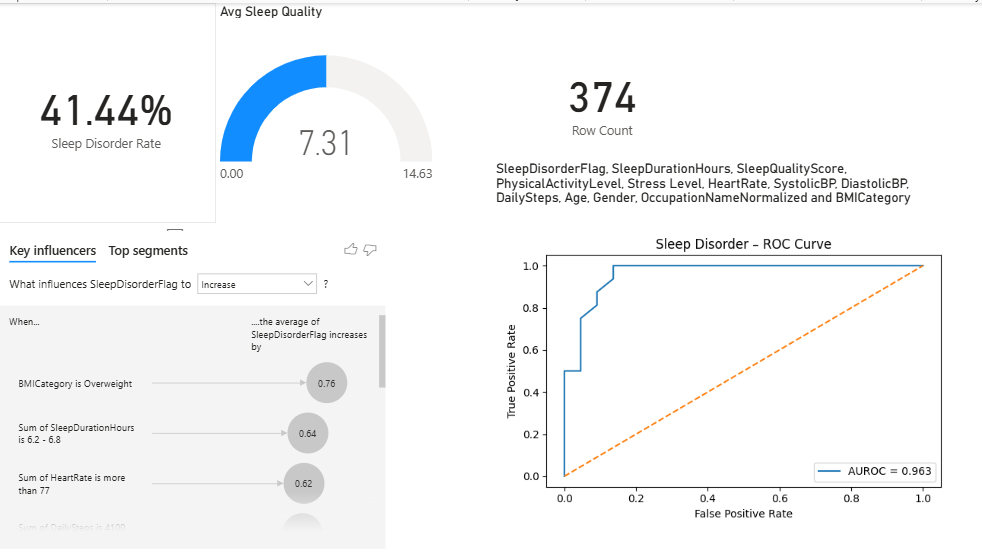 Avg Sleep Quality
41.44%
Sleep Disorder Rate
7.31
0.00
14.63
374
Row Count
SleepDisorderFlag, SleepDurationHours, SleepQualityScore,
PhysicalActivityLevel, Stress Level, HeartRate, SystolicBP, DiastolicBP,
DailySteps, Age, Gender, OccupationNameNormalized and BMICategory
Key influencers
Top segments
What influences SleepDisorderFlag to
Increase
?
When...
....the average of
SleepDisorderFlag increases
by
BMICategory is Overweight
0.76
Sum of SleepDurationHours
is 6.2 - 6.8
0.64
Sum of HeartRate is more
than 77
0.62
Sum of DailySteps is 4100
Sleep Disorder – ROC Curve
True Positive Rate
1.0
0.8
0.6
0.4
0.2
0.0
0.0
0.2
0.4
0.6
0.8
1.0
False Positive Rate
AUROC = 0.963